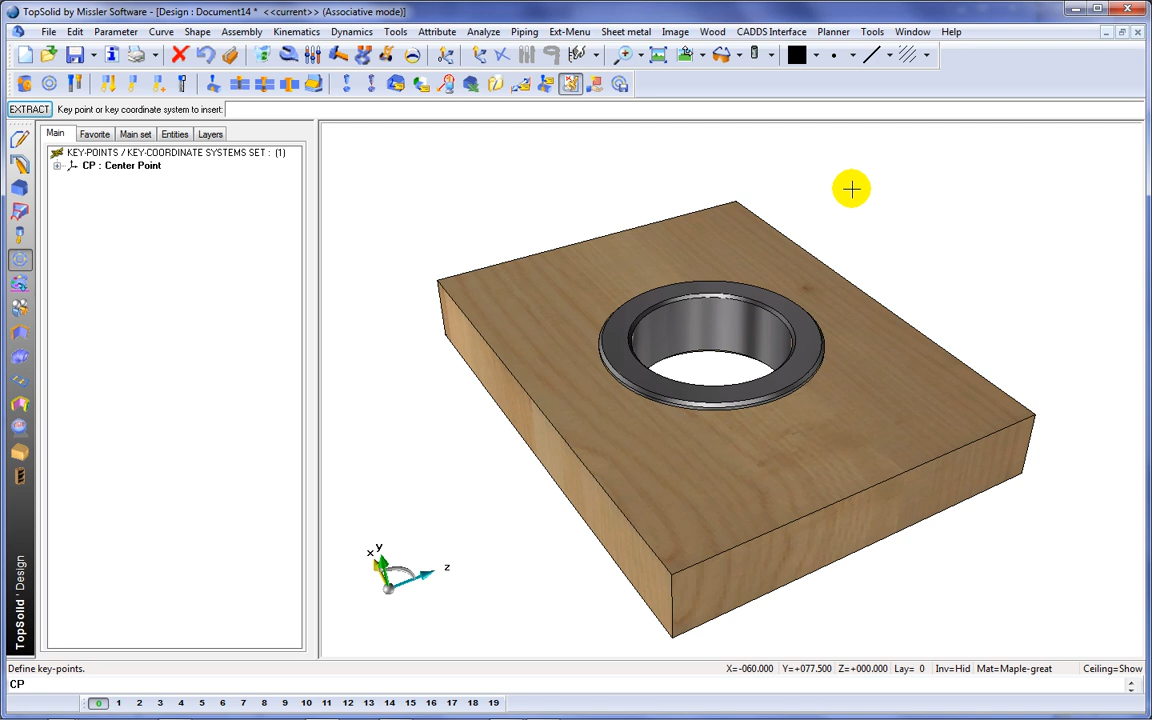 TopSolid by Missler Software - [Design : Document14 *  <<current>> (Associative mode)]
File Edit Parameter Curve Shape Assembly Kinematics Dynamics Tools Attribute Analyze Piping Ext-Menu Sheet metal Image Wood CADDS Interface Planner Tools Window Help
EXTRACT Key point or key coordinate system to insert:
Main Favorite Main set Entities Layers
KEY-POINTS / KEY-COORDINATE SYSTEMS SET : (1)
CP : Center Point
x y z
TopSolid'Design
Define key-points. X=-060.000 Y=+077.500 Z=+000.000 Lay= 0 Inv=Hid Mat=Maple-great Ceiling=Show
CP
0 1 2 3 4 5 6 7 8 9 10 11 12 13 14 15 16 17 18 19